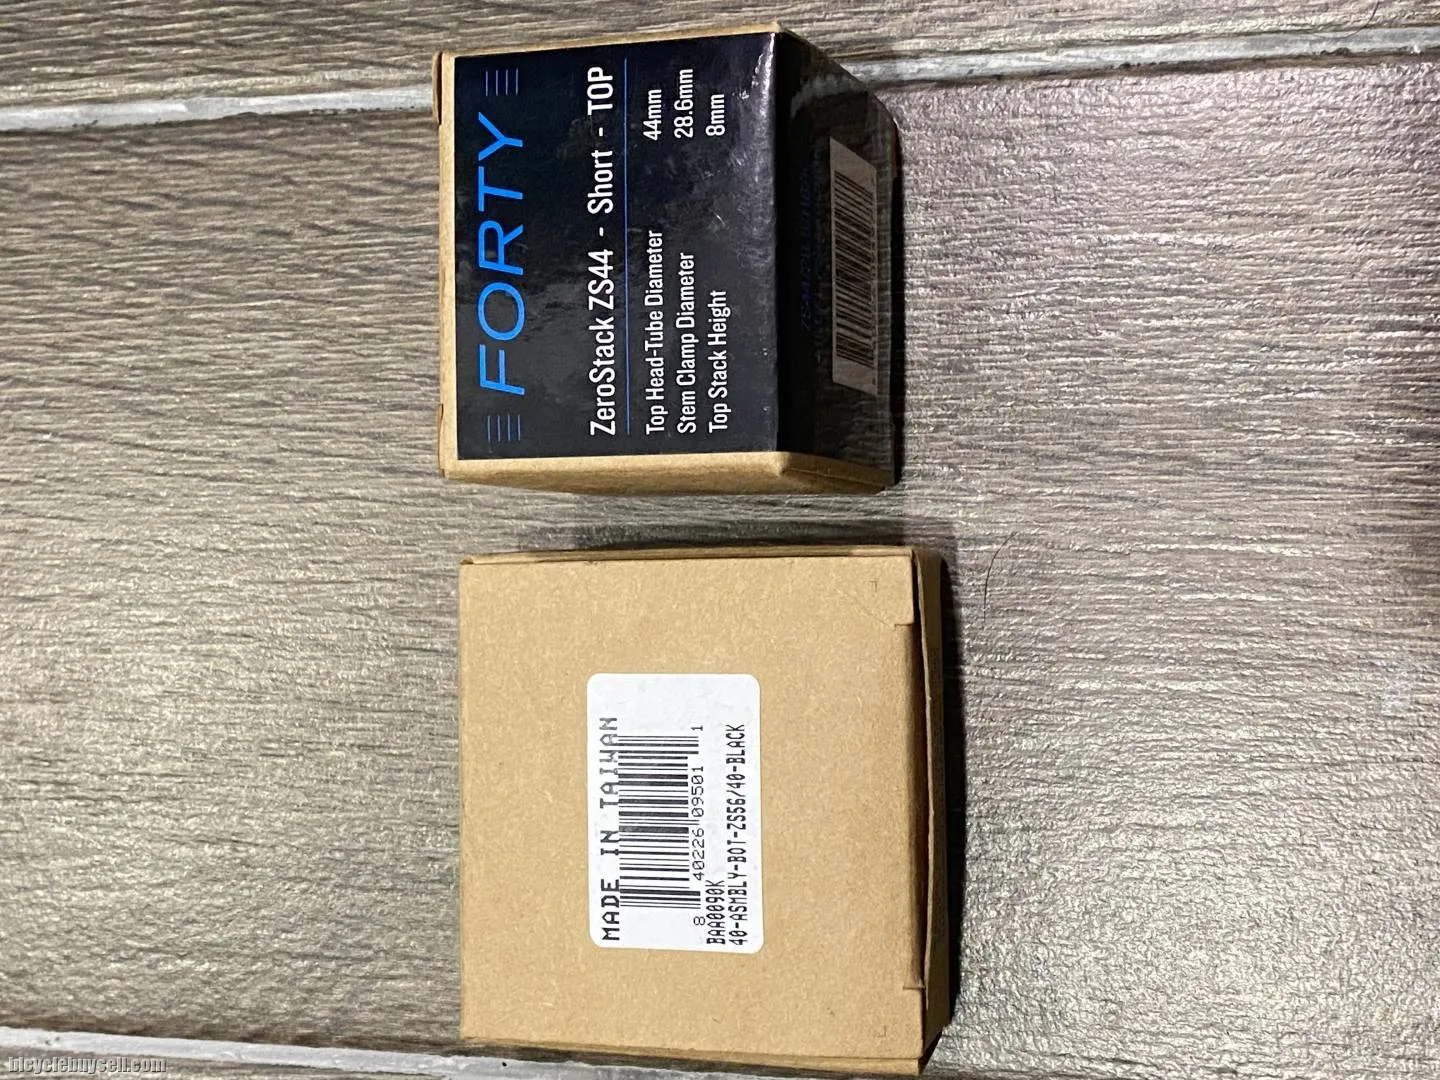 FORTY
ZeroStack ZS44 - Short - TOP
Top Head-Tube Diameter 44mm
Stem Clamp Diameter 28.6mm
Top Stack Height 8mm
MADE IN TAIWAN
8 40226 09501 1
BAA0090K
40-ASMBLY-BOT-ZS56/40-BLACK
bicyclebuysell.com